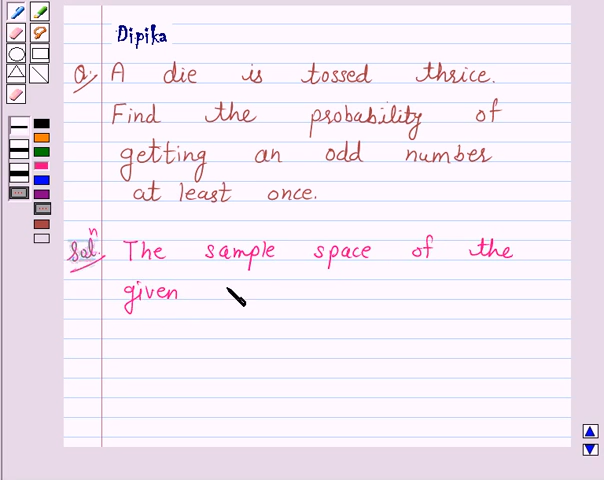 Dipika
Q. A die is tossed thrice.
Find the probability of
getting an odd number
at least once.
Solⁿ. The sample space of the
given